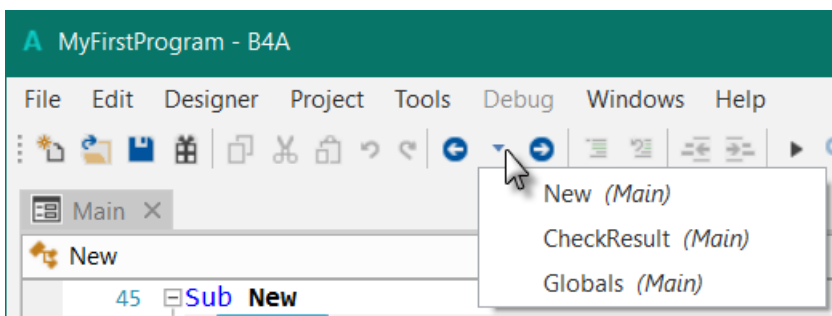 A MyFirstProgram - B4A
File Edit Designer Project Tools Debug Windows Help
Main
New (Main)
CheckResult (Main)
Globals (Main)
New
45 Sub New